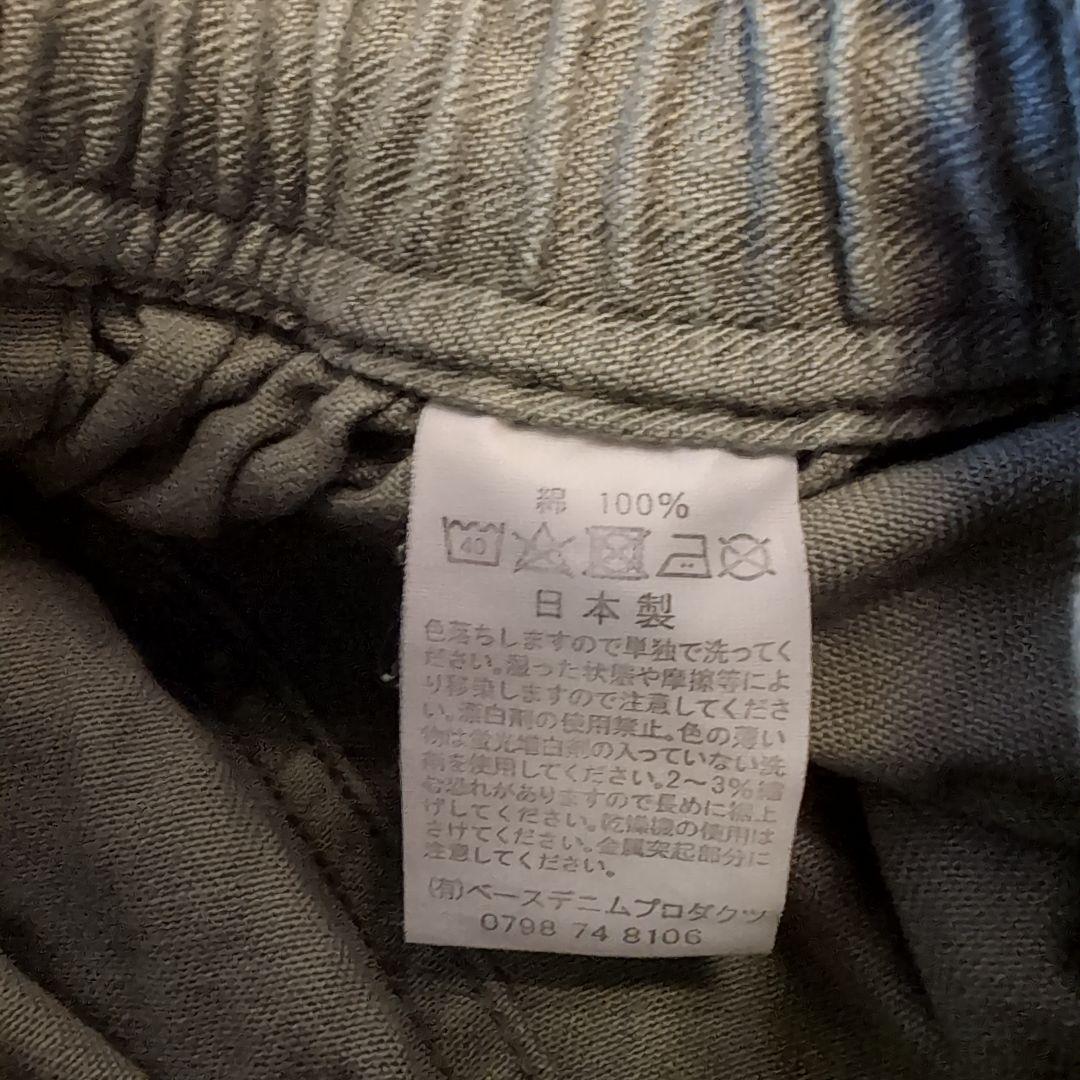 綿 100%
40
日本製
色落ちしますので単独で洗ってく
ださい。湿った状態や摩擦等によ
り移染しますので注意してくださ
い。漂白剤の使用禁止。色の薄い
物は蛍光増白剤の入っていない洗
剤を使用してください。2〜3%縮
む恐れがありますので長めに裾上
げしてください。乾燥機の使用は
さけてください。金属突起部分に
注意してください。
(有)ベースデニムプロダクツ
0798 74 8106